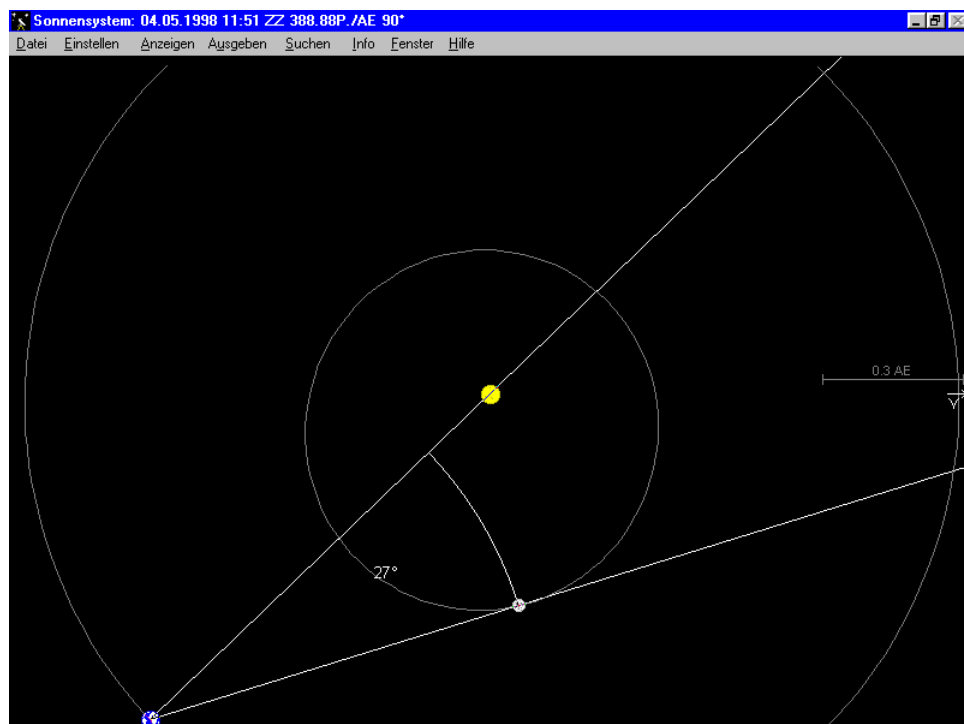 Sonnensystem: 04.05.1998 11:51 ZZ 388.88P./AE 90°
Datei Einstellen Anzeigen Ausgeben Suchen Info Fenster Hilfe
0.3 AE
27°